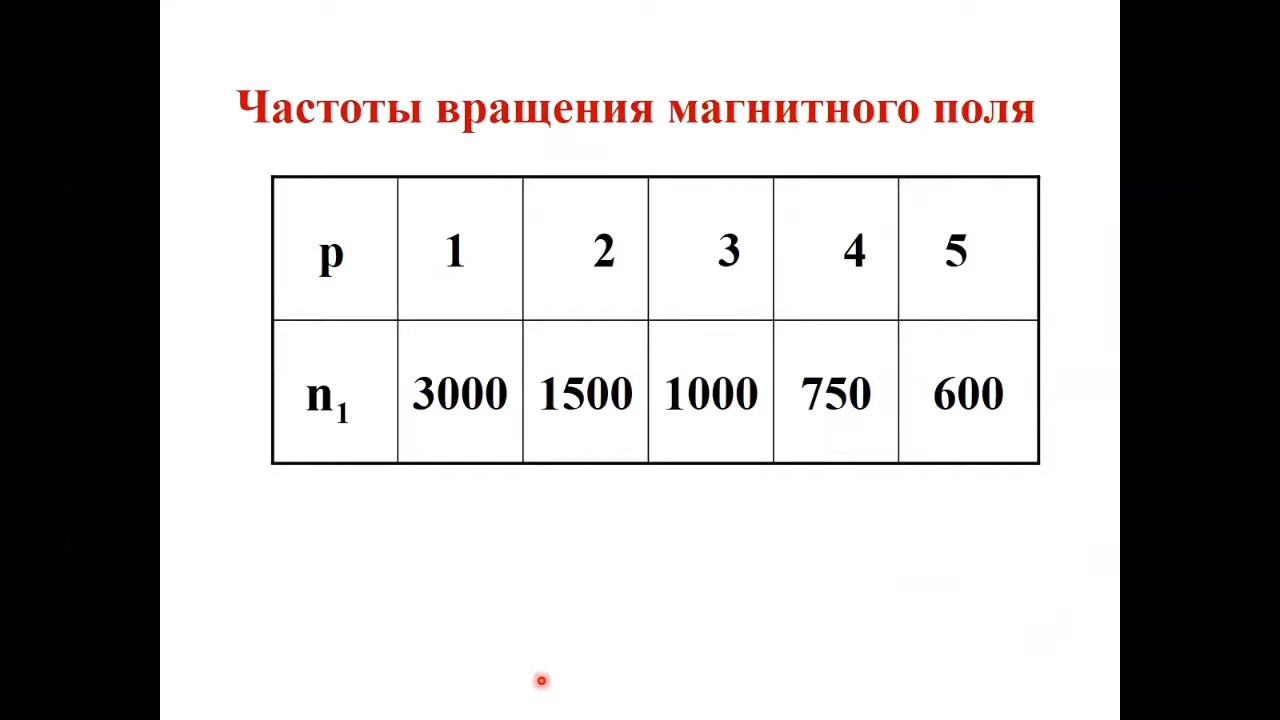 Частоты вращения магнитного поля
p 1 2 3 4 5
n₁ 3000 1500 1000 750 600